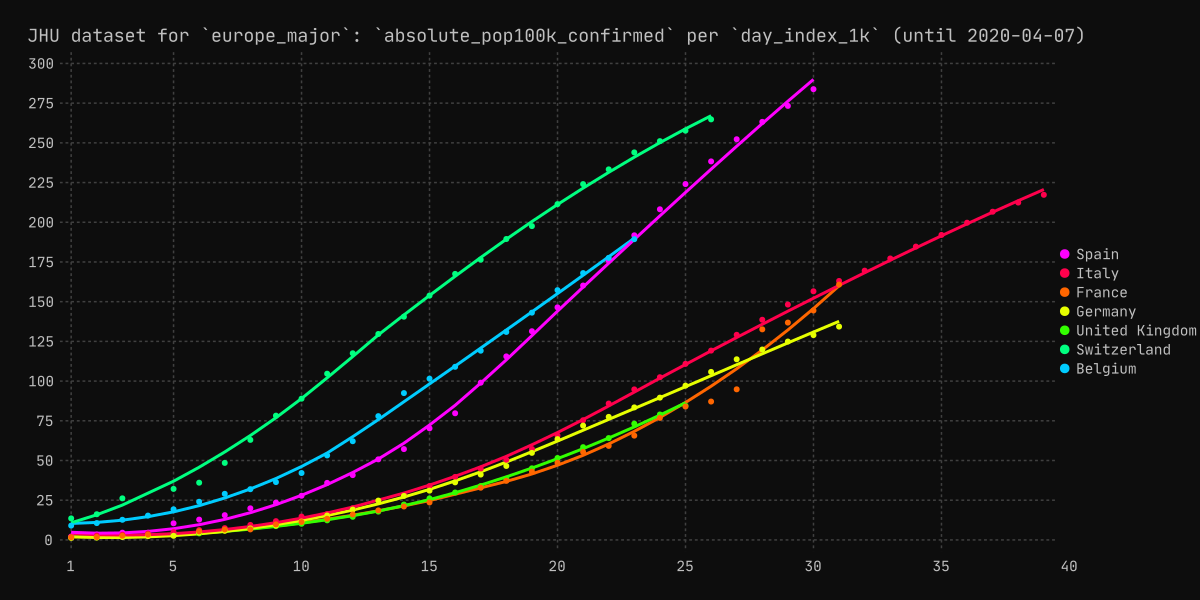 JHU dataset for `europe_major`: `absolute_pop100k_confirmed` per `day_index_1k` (until 2020-04-07)
300
275
250
225
200
175
150
125
100
75
50
25
0
1 5 10 15 20 25 30 35 40
Spain
Italy
France
Germany
United Kingdom
Switzerland
Belgium